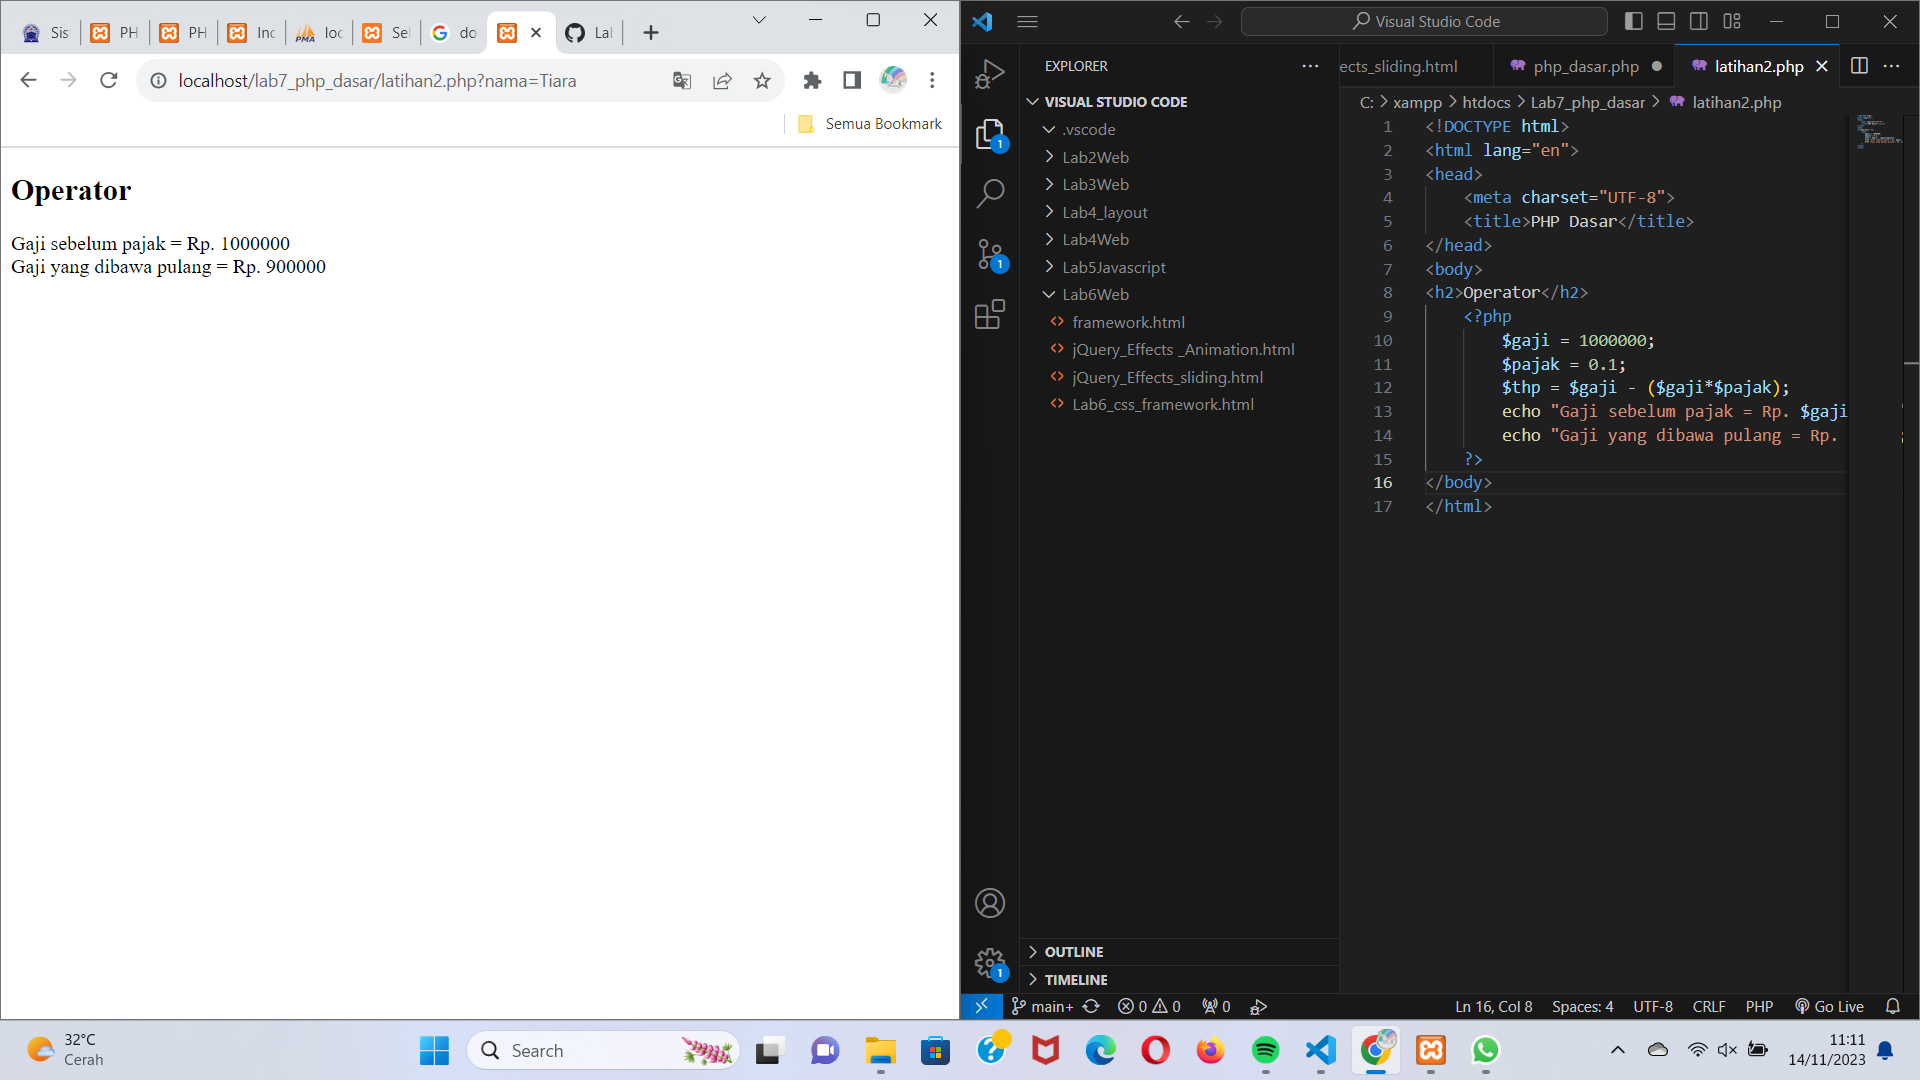 Sis
PH
PH
Inc
loc
Sel
do
Lal
localhost/lab7_php_dasar/latihan2.php?nama=Tiara
Semua Bookmark
Operator
Gaji sebelum pajak = Rp. 1000000
Gaji yang dibawa pulang = Rp. 900000
Visual Studio Code
EXPLORER
VISUAL STUDIO CODE
.vscode
Lab2Web
Lab3Web
Lab4_layout
Lab4Web
Lab5Javascript
Lab6Web
framework.html
jQuery_Effects _Animation.html
jQuery_Effects_sliding.html
Lab6_css_framework.html
OUTLINE
TIMELINE
ects_sliding.html
php_dasar.php
latihan2.php
C: > xampp > htdocs > Lab7_php_dasar > latihan2.php
1 <!DOCTYPE html>
2 <html lang="en">
3 <head>
4 <meta charset="UTF-8">
5 <title>PHP Dasar</title>
6 </head>
7 <body>
8 <h2>Operator</h2>
9 <?php
10 $gaji = 1000000;
11 $pajak = 0.1;
12 $thp = $gaji - ($gaji*$pajak);
13 echo "Gaji sebelum pajak = Rp. $gaji
14 echo "Gaji yang dibawa pulang = Rp.
15 ?>
16 </body>
17 </html>
main+
0
0
0
Ln 16, Col 8
Spaces: 4
UTF-8
CRLF
PHP
Go Live
32°C
Cerah
Search
11:11
14/11/2023